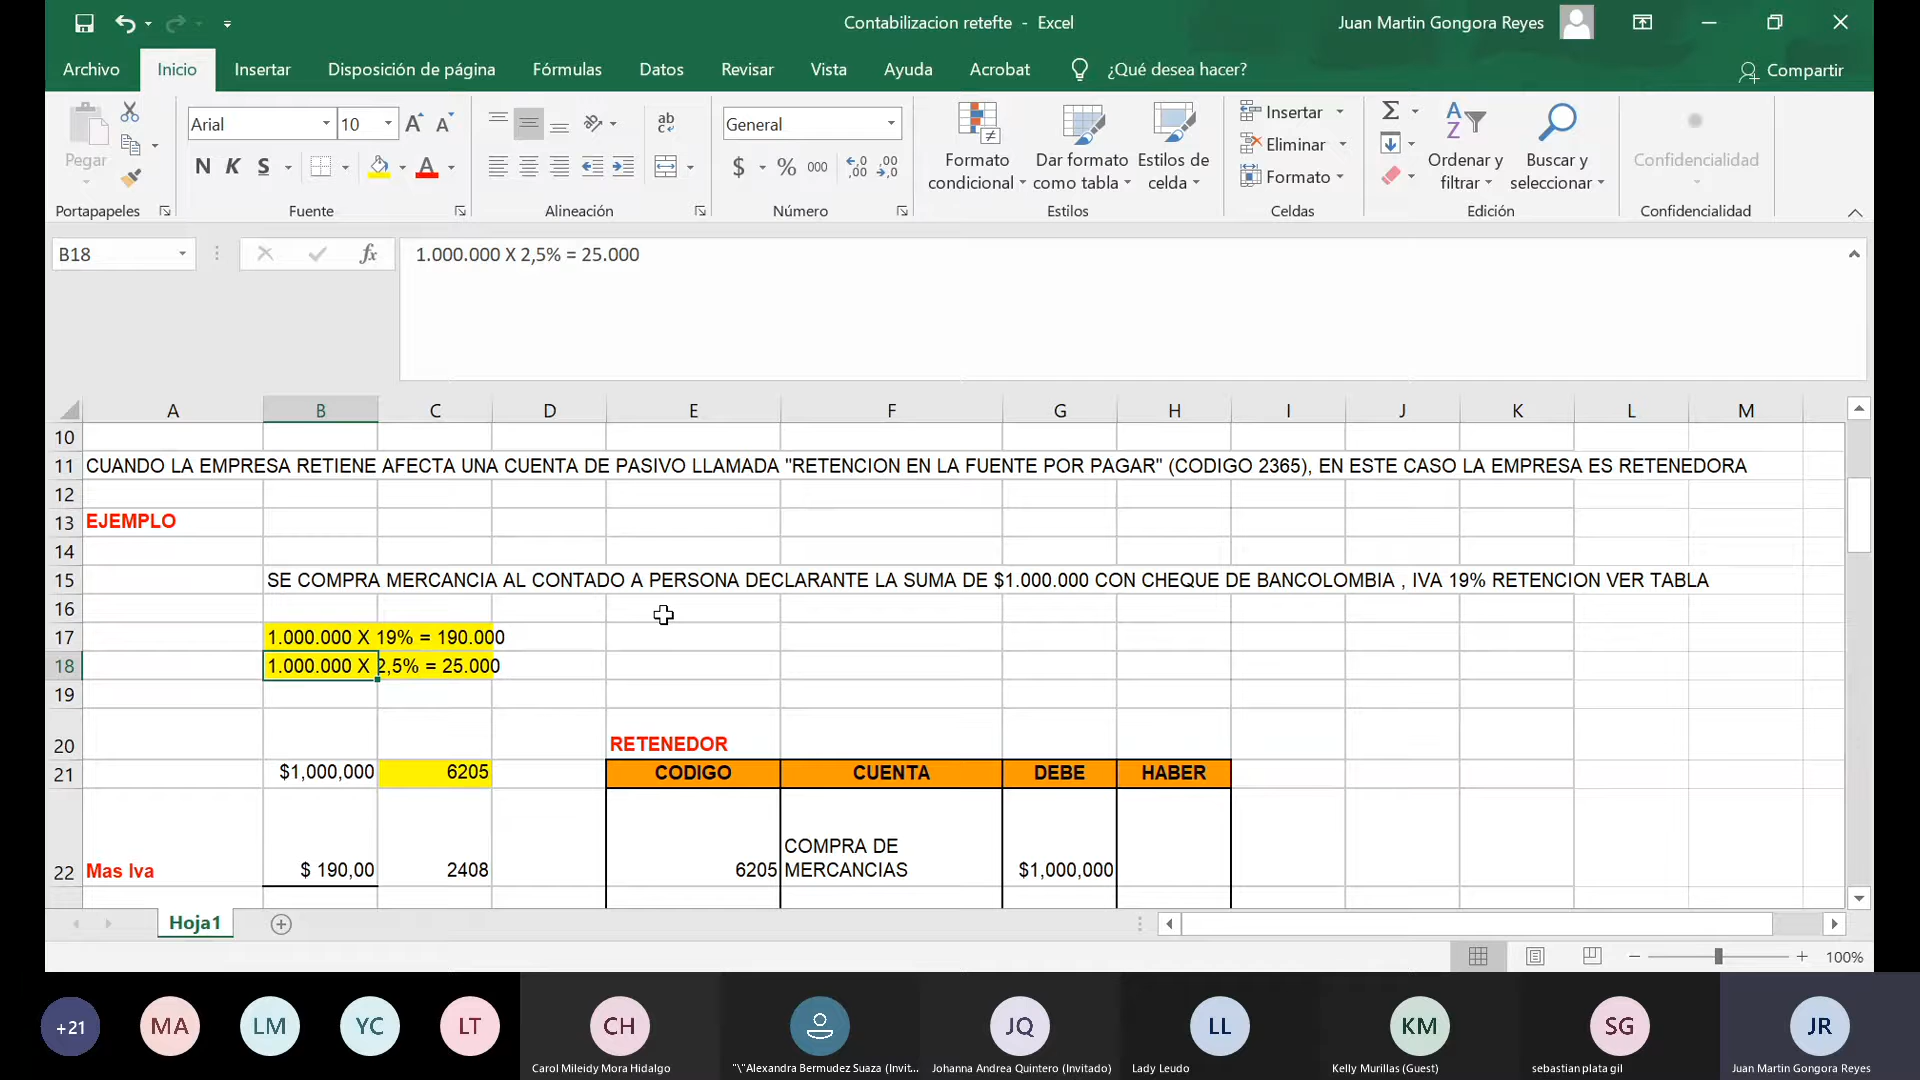 Contabilizacion retefte - Excel
Juan Martin Gongora Reyes
Archivo Inicio Insertar Disposición de página Fórmulas Datos Revisar Vista Ayuda Acrobat ¿Qué desea hacer? Compartir
Arial 10 General
Pegar
N K S
$ % 000
Formato condicional
Dar formato como tabla
Estilos de celda
Insertar
Eliminar
Formato
Ordenar y filtrar
Buscar y seleccionar
Confidencialidad
Portapapeles Fuente Alineación Número Estilos Celdas Edición Confidencialidad
B18 fx 1.000.000 X 2,5% = 25.000
A B C D E F G H I J K L M
10
11 CUANDO LA EMPRESA RETIENE AFECTA UNA CUENTA DE PASIVO LLAMADA "RETENCION EN LA FUENTE POR PAGAR" (CODIGO 2365), EN ESTE CASO LA EMPRESA ES RETENEDORA
12
13 EJEMPLO
14
15 SE COMPRA MERCANCIA AL CONTADO A PERSONA DECLARANTE LA SUMA DE $1.000.000 CON CHEQUE DE BANCOLOMBIA , IVA 19% RETENCION VER TABLA
16
17 1.000.000 X 19% = 190.000
18 1.000.000 X 2,5% = 25.000
19
20 RETENEDOR
21 $1,000,000 6205 CODIGO CUENTA DEBE HABER
22 Mas Iva $ 190,00 2408 6205 COMPRA DE MERCANCIAS $1,000,000
Hoja1
100%
+21 MA LM YC LT CH JQ LL KM SG JR
Carol Mileidy Mora Hidalgo
"\"Alexandra Bermudez Suaza (Invit...
Johanna Andrea Quintero (Invitado)
Lady Leudo
Kelly Murillas (Guest)
sebastian plata gil
Juan Martin Gongora Reyes